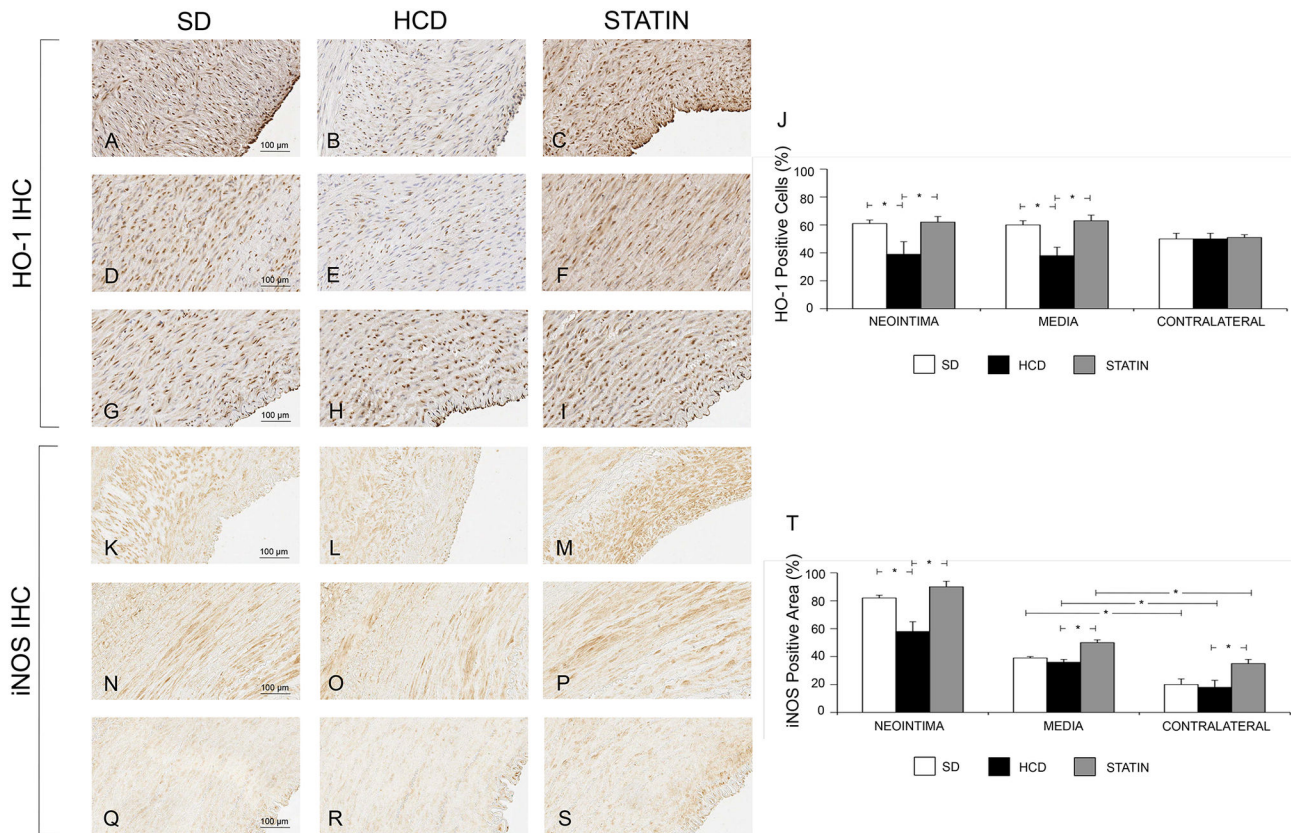 SD HCD STATIN
HO-1 IHC
A 100 µm B C
D 100 µm E F
G 100 µm H I
iNOS IHC
K 100 µm L M
N 100 µm O P
Q 100 µm R S
J
HO-1 Positive Cells (%)
100
80
60
40
20
0
* * * *
NEOINTIMA MEDIA CONTRALATERAL
SD HCD STATIN
T
iNOS Positive Area (%)
100
80
60
40
20
0
* * * * * * *
NEOINTIMA MEDIA CONTRALATERAL
SD HCD STATIN